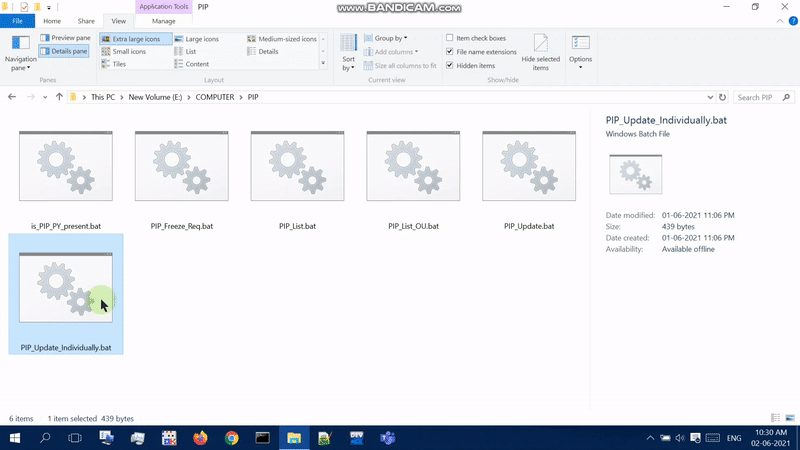 Application Tools
PIP
www.BANDICAM.com
File
Home
Share
View
Manage
Navigation pane
Preview pane
Details pane
Panes
Extra large icons
Large icons
Medium-sized icons
Small icons
List
Details
Tiles
Content
Layout
Sort by
Group by
Add columns
Size all columns to fit
Current view
Item check boxes
File name extensions
Hidden items
Hide selected items
Show/hide
Options
This PC > New Volume (E:) > COMPUTER > PIP
Search PIP
is_PIP_PY_present.bat
PIP_Freeze_Req.bat
PIP_List.bat
PIP_List_OU.bat
PIP_Update.bat
PIP_Update_Individually.bat
PIP_Update_Individually.bat
Windows Batch File
Date modified: 01-06-2021 11:06 PM
Size: 439 bytes
Date created: 01-06-2021 11:06 PM
Availability: Available offline
6 items 1 item selected 439 bytes
DEV
ENG
10:30 AM
02-06-2021